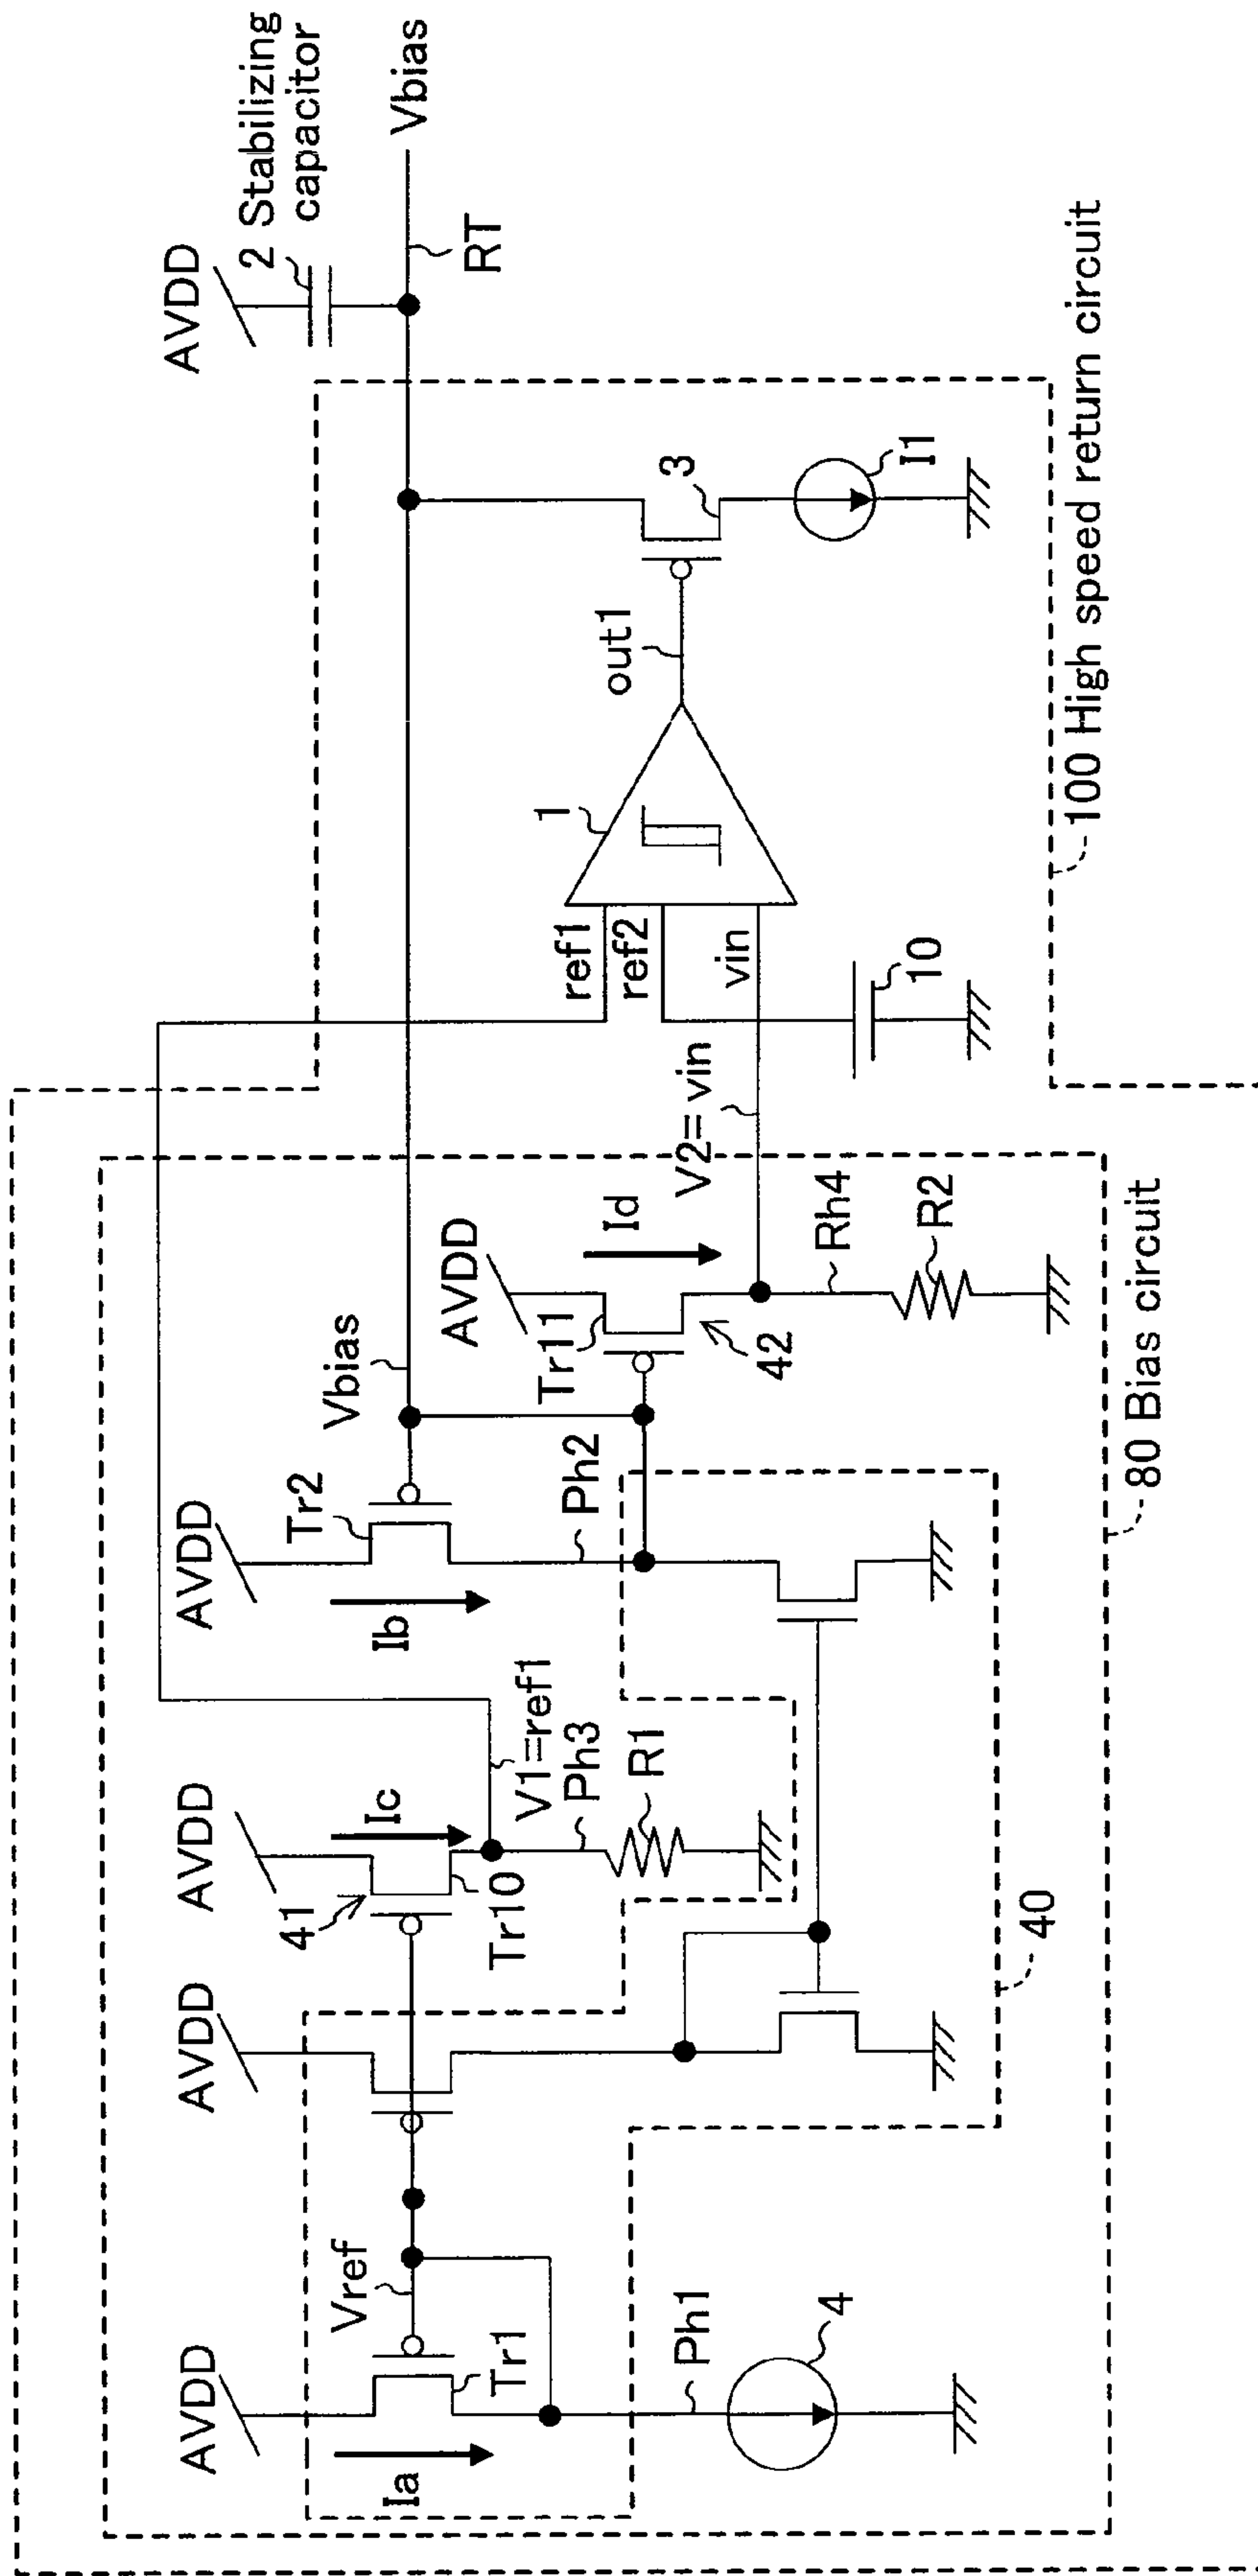 AVDD
2 Stabilizing
capacitor
Vbias
RT
100 High speed return circuit
3
I1
out1
1
ref1
ref2
vin
10
V2=vin
AVDD
Id
Tr11
42
Rh4
R2
80 Bias circuit
Vbias
AVDD
Tr2
Ib
Ph2
V1=ref1
AVDD
Ic
41
Tr10
Ph3
R1
40
AVDD
Vref
AVDD
Tr1
Ia
Ph1
4